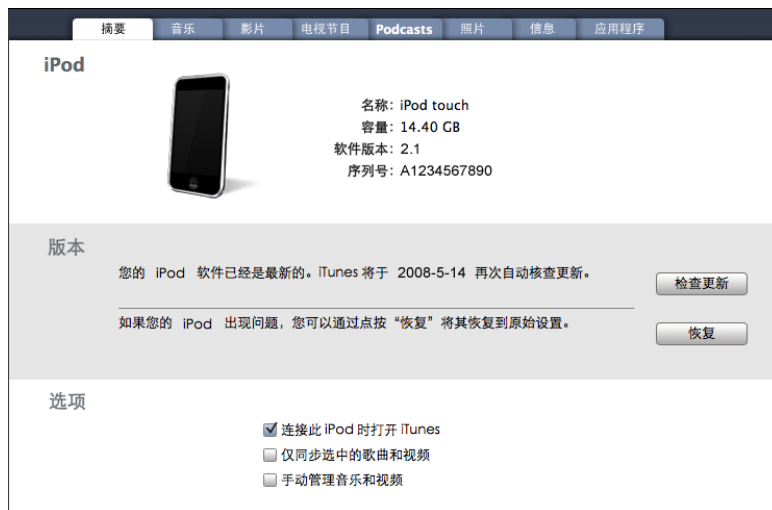 摘要 音乐 影片 电视节目 Podcasts 照片 信息 应用程序
iPod
名称: iPod touch
容量: 14.40 GB
软件版本: 2.1
序列号: A1234567890
版本
您的 iPod 软件已经是最新的。iTunes 将于 2008-5-14 再次自动核查更新。
检查更新
如果您的 iPod 出现问题，您可以通过点按“恢复”将其恢复到原始设置。
恢复
选项
连接此 iPod 时打开 iTunes
仅同步选中的歌曲和视频
手动管理音乐和视频